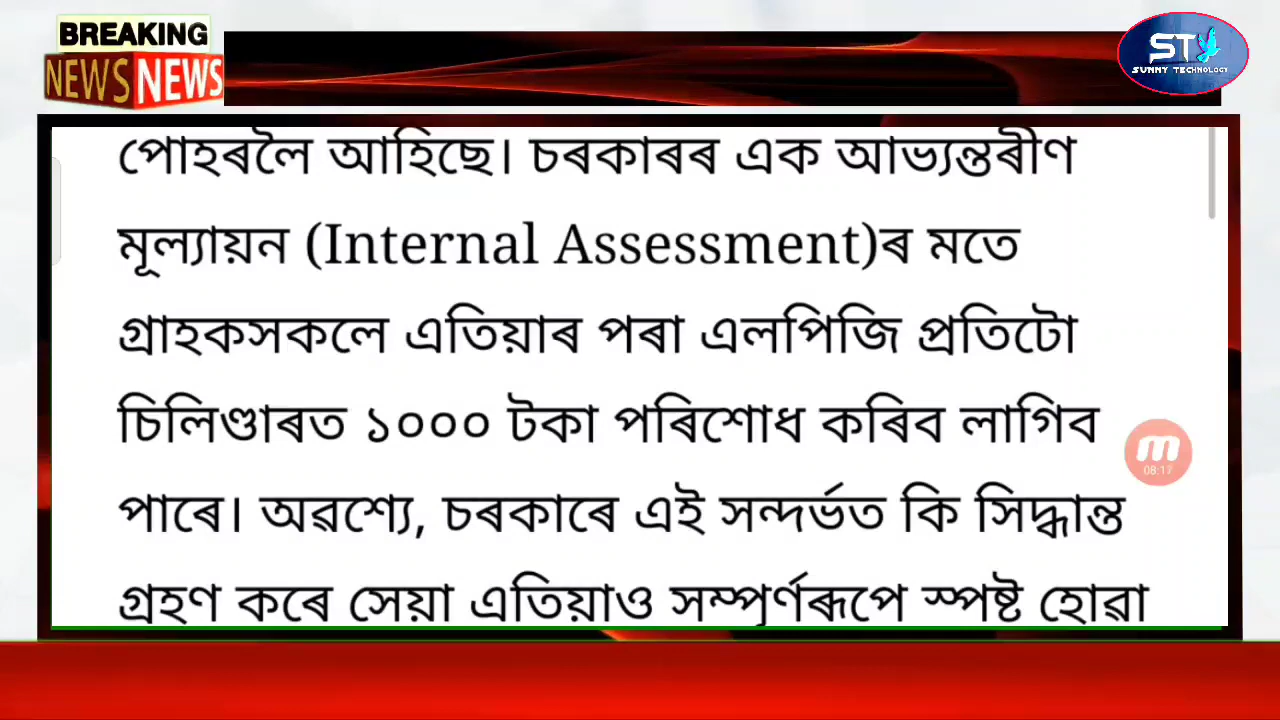 BREAKING
NEWS NEWS
ST
SUNNY TECHNOLOGY
পোহৰলৈ আহিছে। চৰকাৰৰ এক আভ্যন্তৰীণ
মূল্যায়ন (Internal Assessment)ৰ মতে
গ্ৰাহকসকলে এতিয়াৰ পৰা এলপিজি প্ৰতিটো
চিলিণ্ডাৰত ১০০০ টকা পৰিশোধ কৰিব লাগিব
পাৰে। অৱশ্যে, চৰকাৰে এই সন্দৰ্ভত কি সিদ্ধান্ত
গ্ৰহণ কৰে সেয়া এতিয়াও সম্পূৰ্ণৰূপে স্পষ্ট হোৱা
08:17